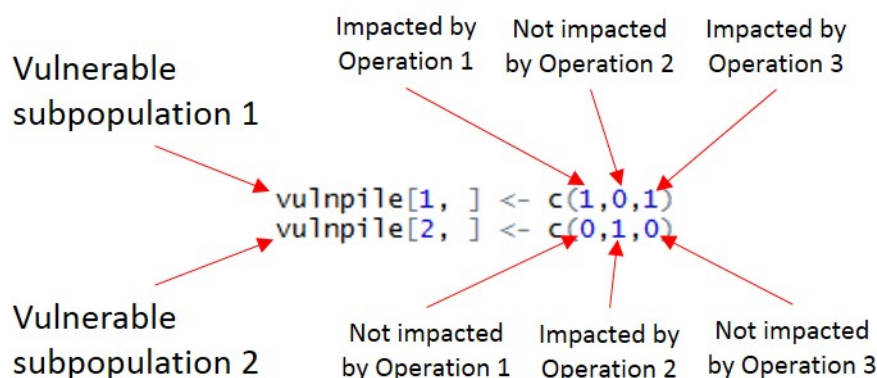 Impacted by
Operation 1
Not impacted
by Operation 2
Impacted by
Operation 3
Vulnerable
subpopulation 1
vulnpile[1, ] <- c(1,0,1)
vulnpile[2, ] <- c(0,1,0)
Vulnerable
subpopulation 2
Not impacted
by Operation 1
Impacted by
Operation 2
Not impacted
by Operation 3